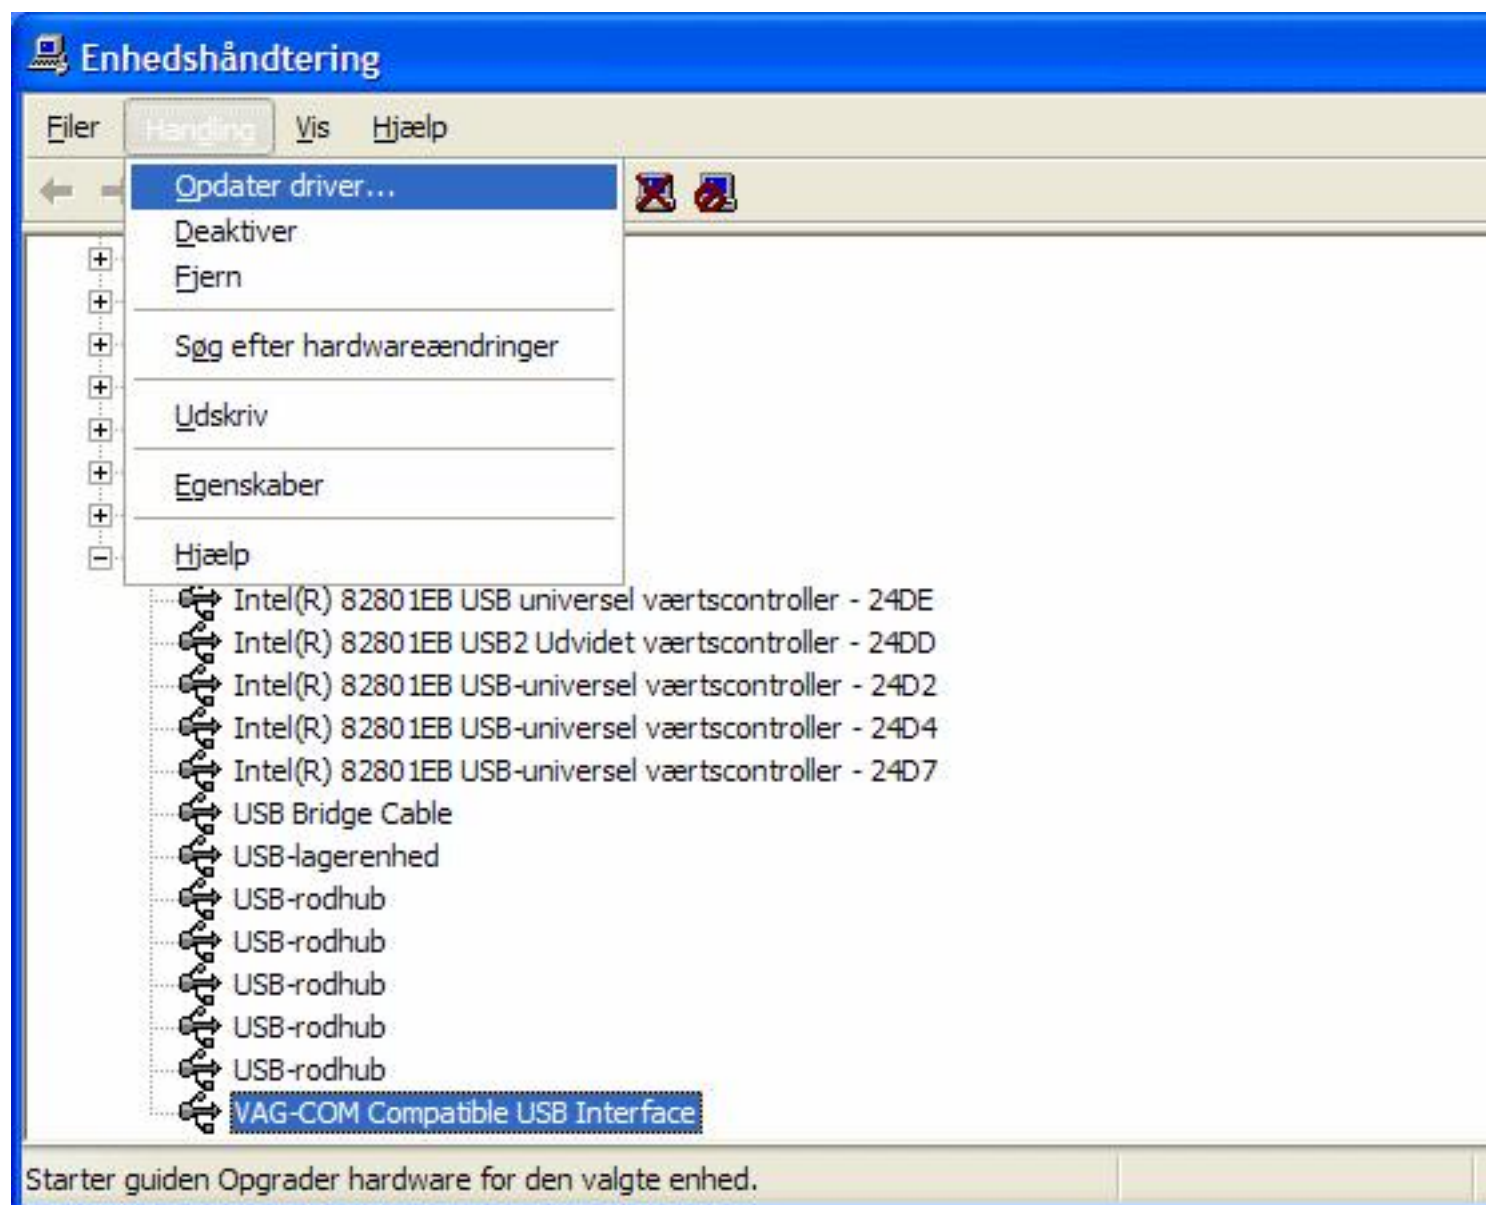 Enhedshåndtering
Filer Handling Vis Hjælp
Opdater driver...
Deaktiver
Fjern
Søg efter hardwareændringer
Udskriv
Egenskaber
Hjælp
Intel(R) 82801EB USB universel værtscontroller - 24DE
Intel(R) 82801EB USB2 Udvidet værtscontroller - 24DD
Intel(R) 82801EB USB-universel værtscontroller - 24D2
Intel(R) 82801EB USB-universel værtscontroller - 24D4
Intel(R) 82801EB USB-universel værtscontroller - 24D7
USB Bridge Cable
USB-lagerenhed
USB-rodhub
USB-rodhub
USB-rodhub
USB-rodhub
USB-rodhub
VAG-COM Compatible USB Interface
Starter guiden Opgrader hardware for den valgte enhed.